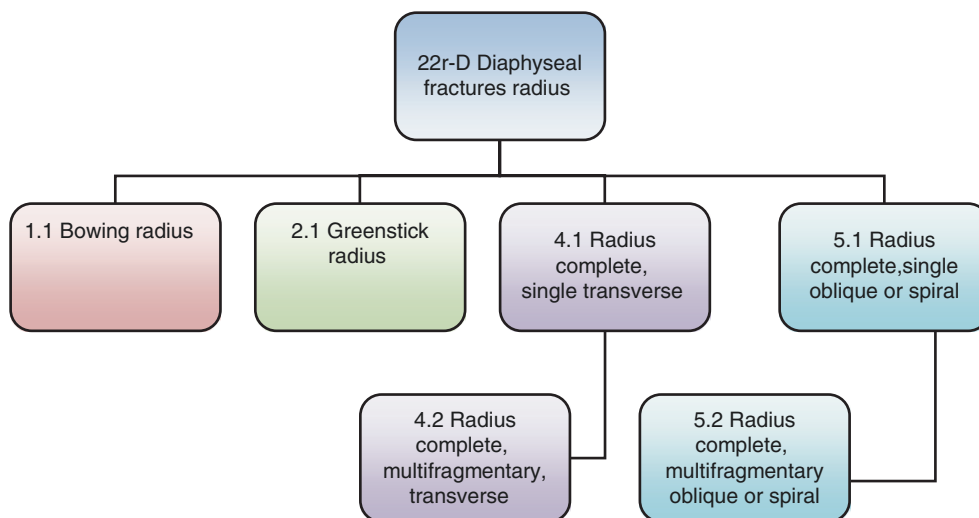 22r-D Diaphyseal
fractures radius
1.1 Bowing radius
2.1 Greenstick
radius
4.1 Radius
complete,
single transverse
5.1 Radius
complete,single
oblique or spiral
4.2 Radius
complete,
multifragmentary,
transverse
5.2 Radius
complete,
multifragmentary
oblique or spiral